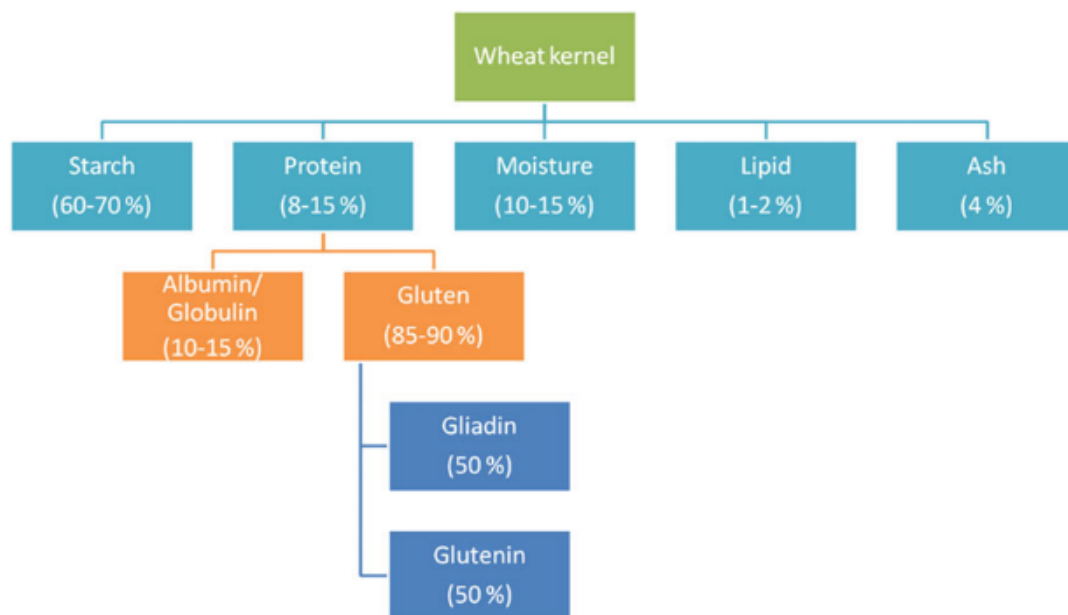 Wheat kernel
Starch
(60-70 %)
Protein
(8-15 %)
Moisture
(10-15 %)
Lipid
(1-2 %)
Ash
(4 %)
Albumin/
Globulin
(10-15 %)
Gluten
(85-90 %)
Gliadin
(50 %)
Glutenin
(50 %)